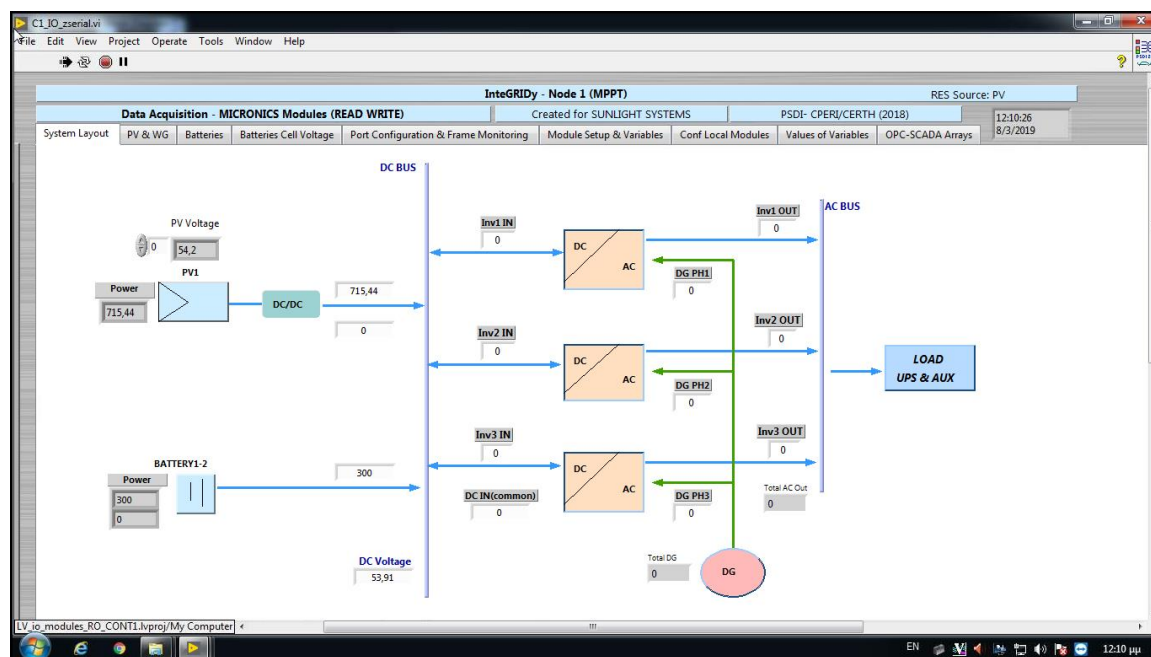 C1_IO_zserial.vi
File Edit View Project Operate Tools Window Help
InteGRIDy - Node 1 (MPPT)
RES Source: PV
Data Acquisition - MICRONICS Modules (READ WRITE)
Created for SUNLIGHT SYSTEMS
PSDI- CPERI/CERTH (2018)
12:10:26
8/3/2019
System Layout
PV & WG
Batteries
Batteries Cell Voltage
Port Configuration & Frame Monitoring
Module Setup & Variables
Conf Local Modules
Values of Variables
OPC-SCADA Arrays
DC BUS
AC BUS
PV Voltage
0
54,2
PV1
Power
715,44
DC/DC
715,44
0
Inv1 IN
0
DC
AC
Inv1 OUT
0
DG PH1
0
Inv2 IN
0
DC
AC
Inv2 OUT
0
DG PH2
0
LOAD
UPS & AUX
Inv3 IN
0
DC
AC
Inv3 OUT
0
DG PH3
0
BATTERY1-2
Power
300
0
300
DC IN(common)
0
Total AC Out
0
DC Voltage
53,91
Total DG
0
DG
LV_io_modules_RO_CONT1.lvproj/My Computer
EN
12:10 μμ